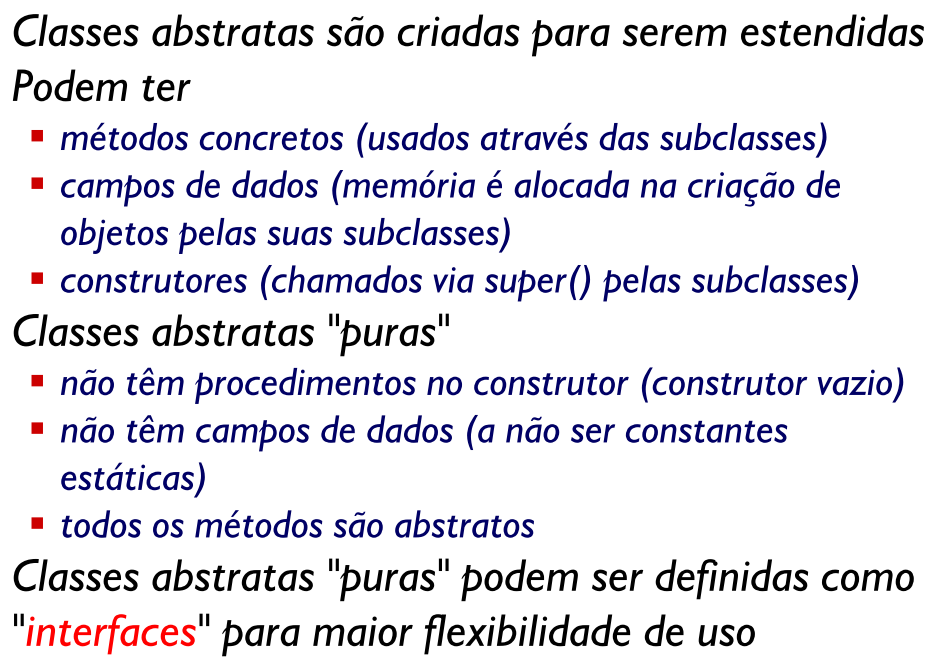 Classes abstratas são criadas para serem estendidas
Podem ter
▪ métodos concretos (usados através das subclasses)
▪ campos de dados (memória é alocada na criação de
objetos pelas suas subclasses)
▪ construtores (chamados via super() pelas subclasses)
Classes abstratas "puras"
▪ não têm procedimentos no construtor (construtor vazio)
▪ não têm campos de dados (a não ser constantes
estáticas)
▪ todos os métodos são abstratos
Classes abstratas "puras" podem ser definidas como
"interfaces" para maior flexibilidade de uso